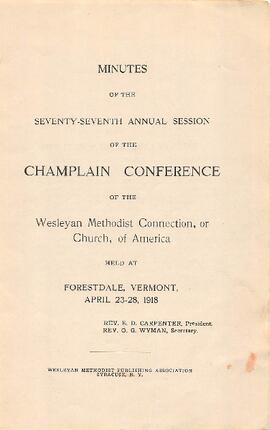 MINUTES
OF THE
SEVENTY-SEVENTH ANNUAL SESSION
OF THE
CHAMPLAIN CONFERENCE
OF THE
Wesleyan Methodist Connection, or
Church, of America
HELD AT
FORESTDALE, VERMONT,
APRIL 23-28, 1918
REV. E. D. CARPENTER, President.
REV. G. G. WYMAN, Secretary.
WESLEYAN METHODIST PUBLISHING ASSOCIATION
SYRACUSE, N. Y.